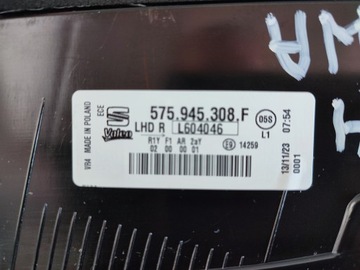 VR4 MADE IN POLAND
ECE
Valeo
575.945.308.F
LHD R L604046
R1Y F1 AR 2aY
02 00 00 01
E9 14259
05S
L1
13/11/23 07:54
0001